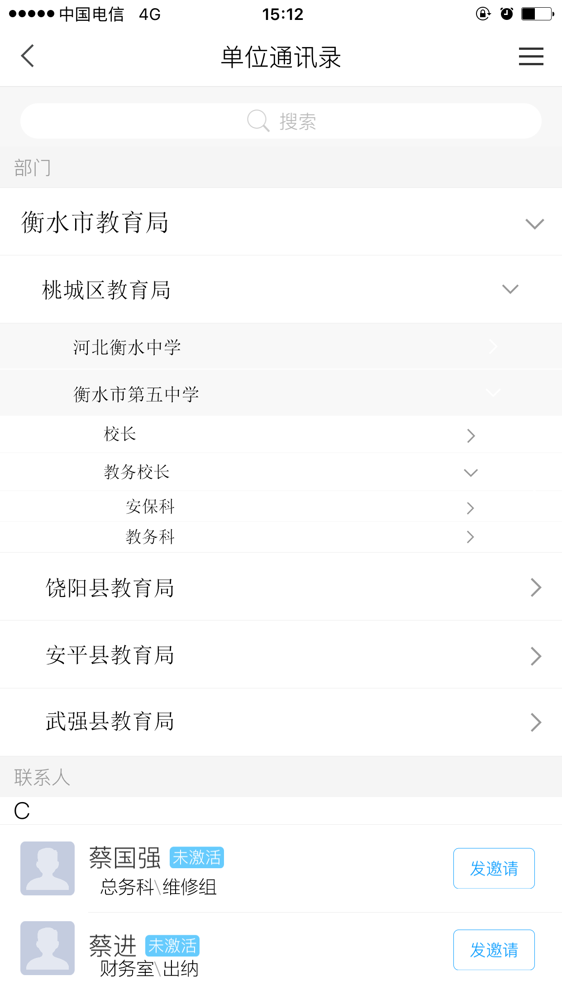 中国电信 4G 15:12
单位通讯录
搜索
部门
衡水市教育局
桃城区教育局
河北衡水中学
衡水市第五中学
校长
教务校长
安保科
教务科
饶阳县教育局
安平县教育局
武强县教育局
联系人
C
蔡国强 未激活
发邀请
总务科\维修组
蔡进 未激活
发邀请
财务室\出纳